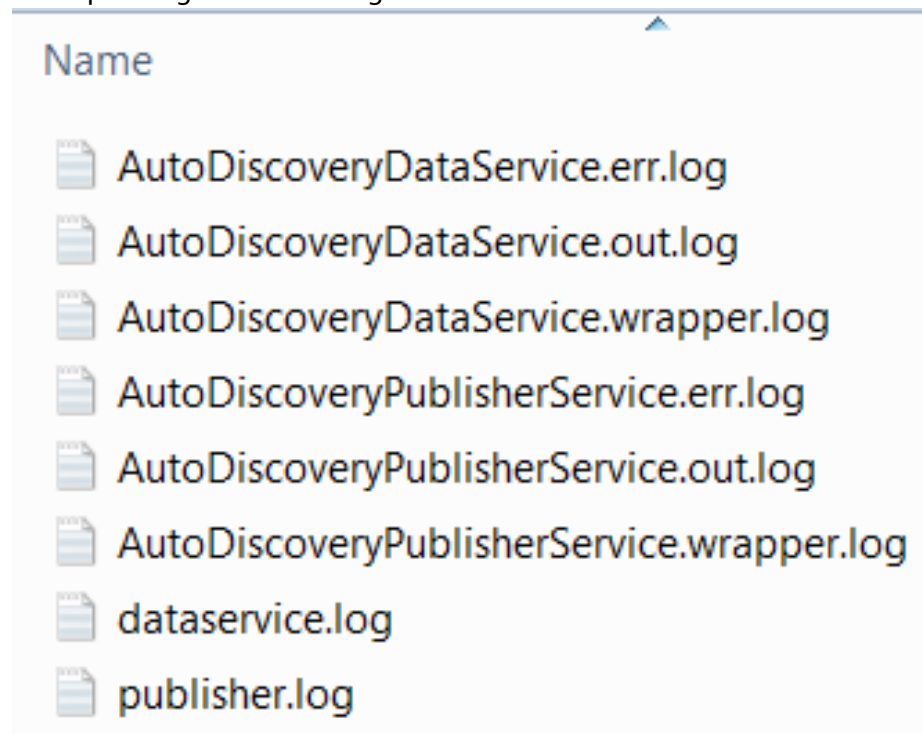 Name
AutoDiscoveryDataService.err.log
AutoDiscoveryDataService.out.log
AutoDiscoveryDataService.wrapper.log
AutoDiscoveryPublisherService.err.log
AutoDiscoveryPublisherService.out.log
AutoDiscoveryPublisherService.wrapper.log
dataservice.log
publisher.log